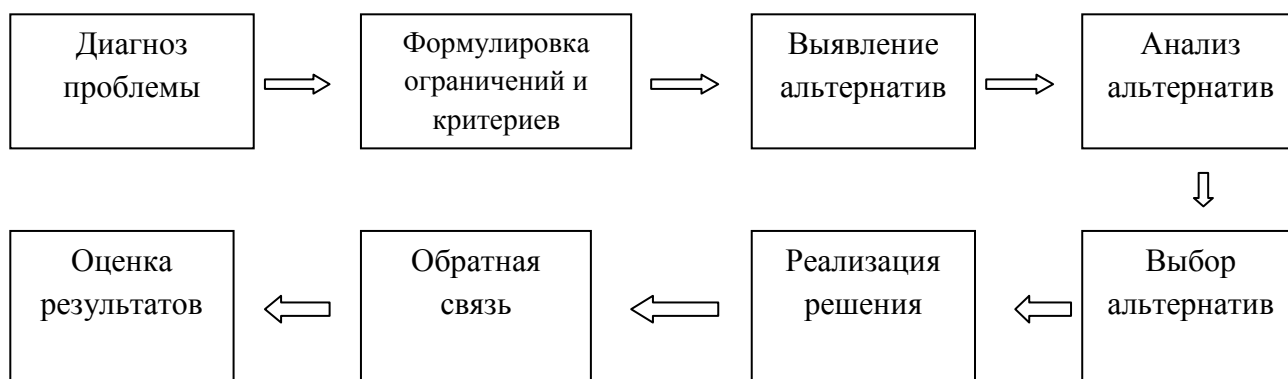 Диагноз
проблемы
Формулировка
ограничений и
критериев
Выявление
альтернатив
Анализ
альтернатив
Выбор
альтернатив
Реализация
решения
Обратная
связь
Оценка
результатов